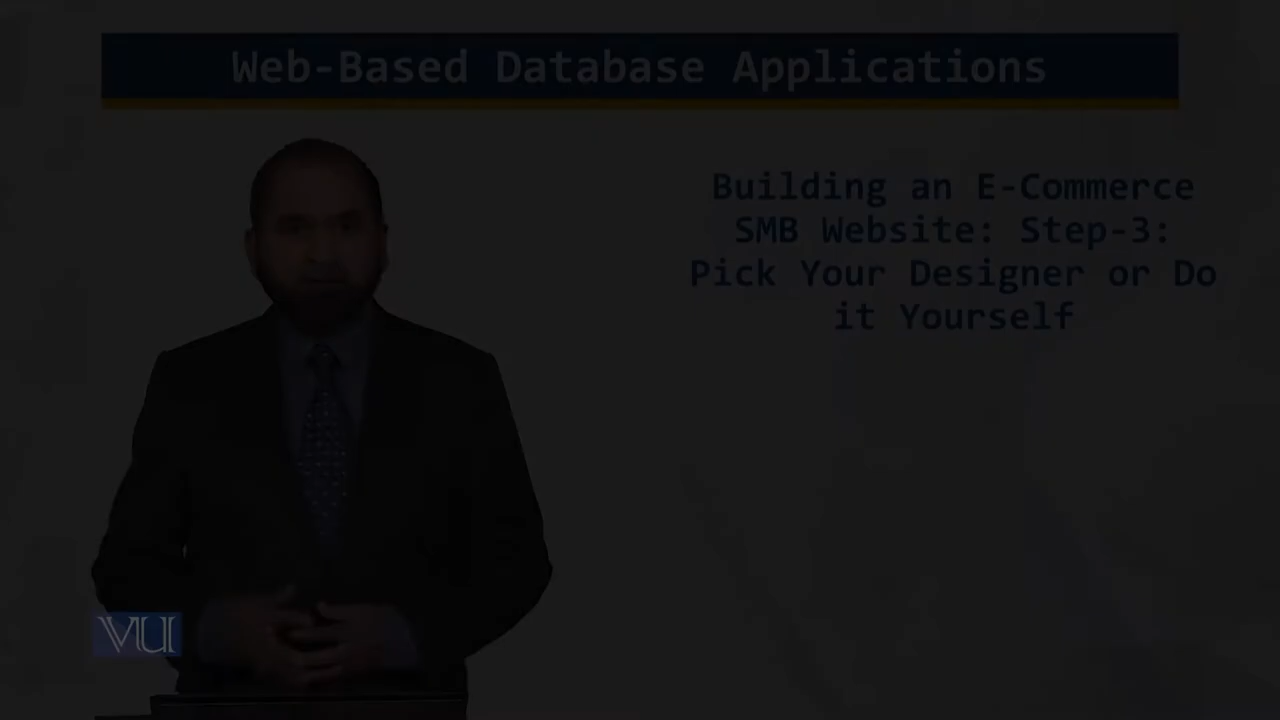 Web-Based Database Applications
Building an E-Commerce
SMB Website: Step-3:
Pick Your Designer or Do
it Yourself
VU